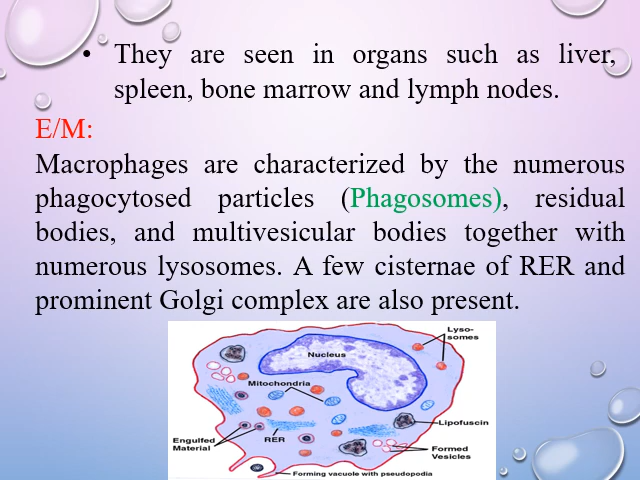 • They are seen in organs such as liver,
spleen, bone marrow and lymph nodes.
E/M:
Macrophages are characterized by the numerous
phagocytosed particles (Phagosomes), residual
bodies, and multivesicular bodies together with
numerous lysosomes. A few cisternae of RER and
prominent Golgi complex are also present.
Lyso-
somes
Nucleus
Mitochondria
Lipofuscin
Engulfed
Material
RER
Formed
Vesicles
Forming vacuole with pseudopodia